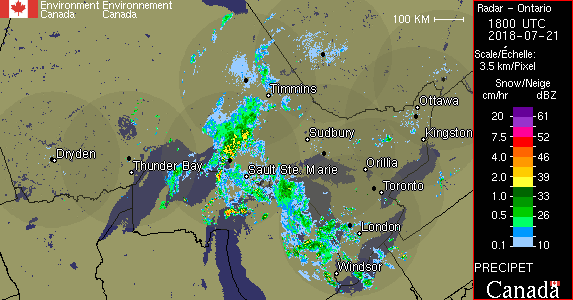 Environment Environnement
Canada Canada
100 KM
Timmins
Ottawa
Sudbury
Kingston
Dryden
Thunder Bay
Sault Ste. Marie
Orillia
Toronto
London
Windsor
Radar - Ontario
1800 UTC
2018-07-21
Scale/Échelle:
3.5 km/Pixel
Snow/Neige
cm/hr dBZ
20 61
7.5 52
4.0 46
2.0 39
1.0 33
0.5 26
0.1 10
PRECIPET
Canada